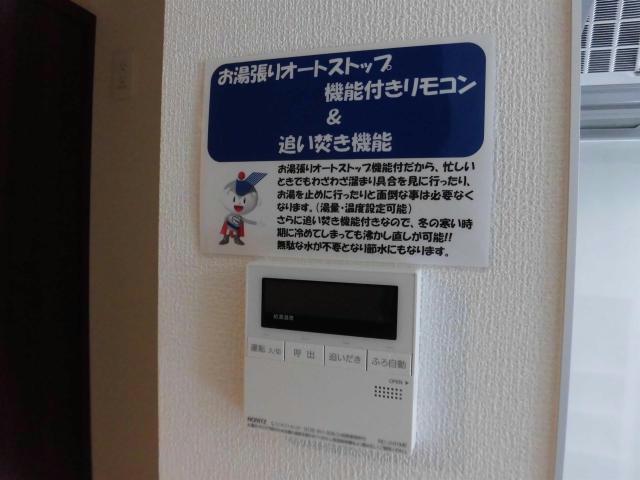 お湯張りオートストップ
機能付きリモコン
&
追い焚き機能
お湯張りオートストップ機能付だから、忙しい
ときでもわざわざ溜まり具合を見に行ったり、
お湯を止めに行ったりと面倒な事は必要なく
なります。(湯量・温度設定可能)
さらに追い焚き機能付きなので、冬の寒い時
期に冷めてしまっても沸かし直しが可能!!
無駄な水が不要となり節水にもなります。
給湯温度
運転 入/切 呼出 追いだき ふろ自動
OPEN
NORITZ